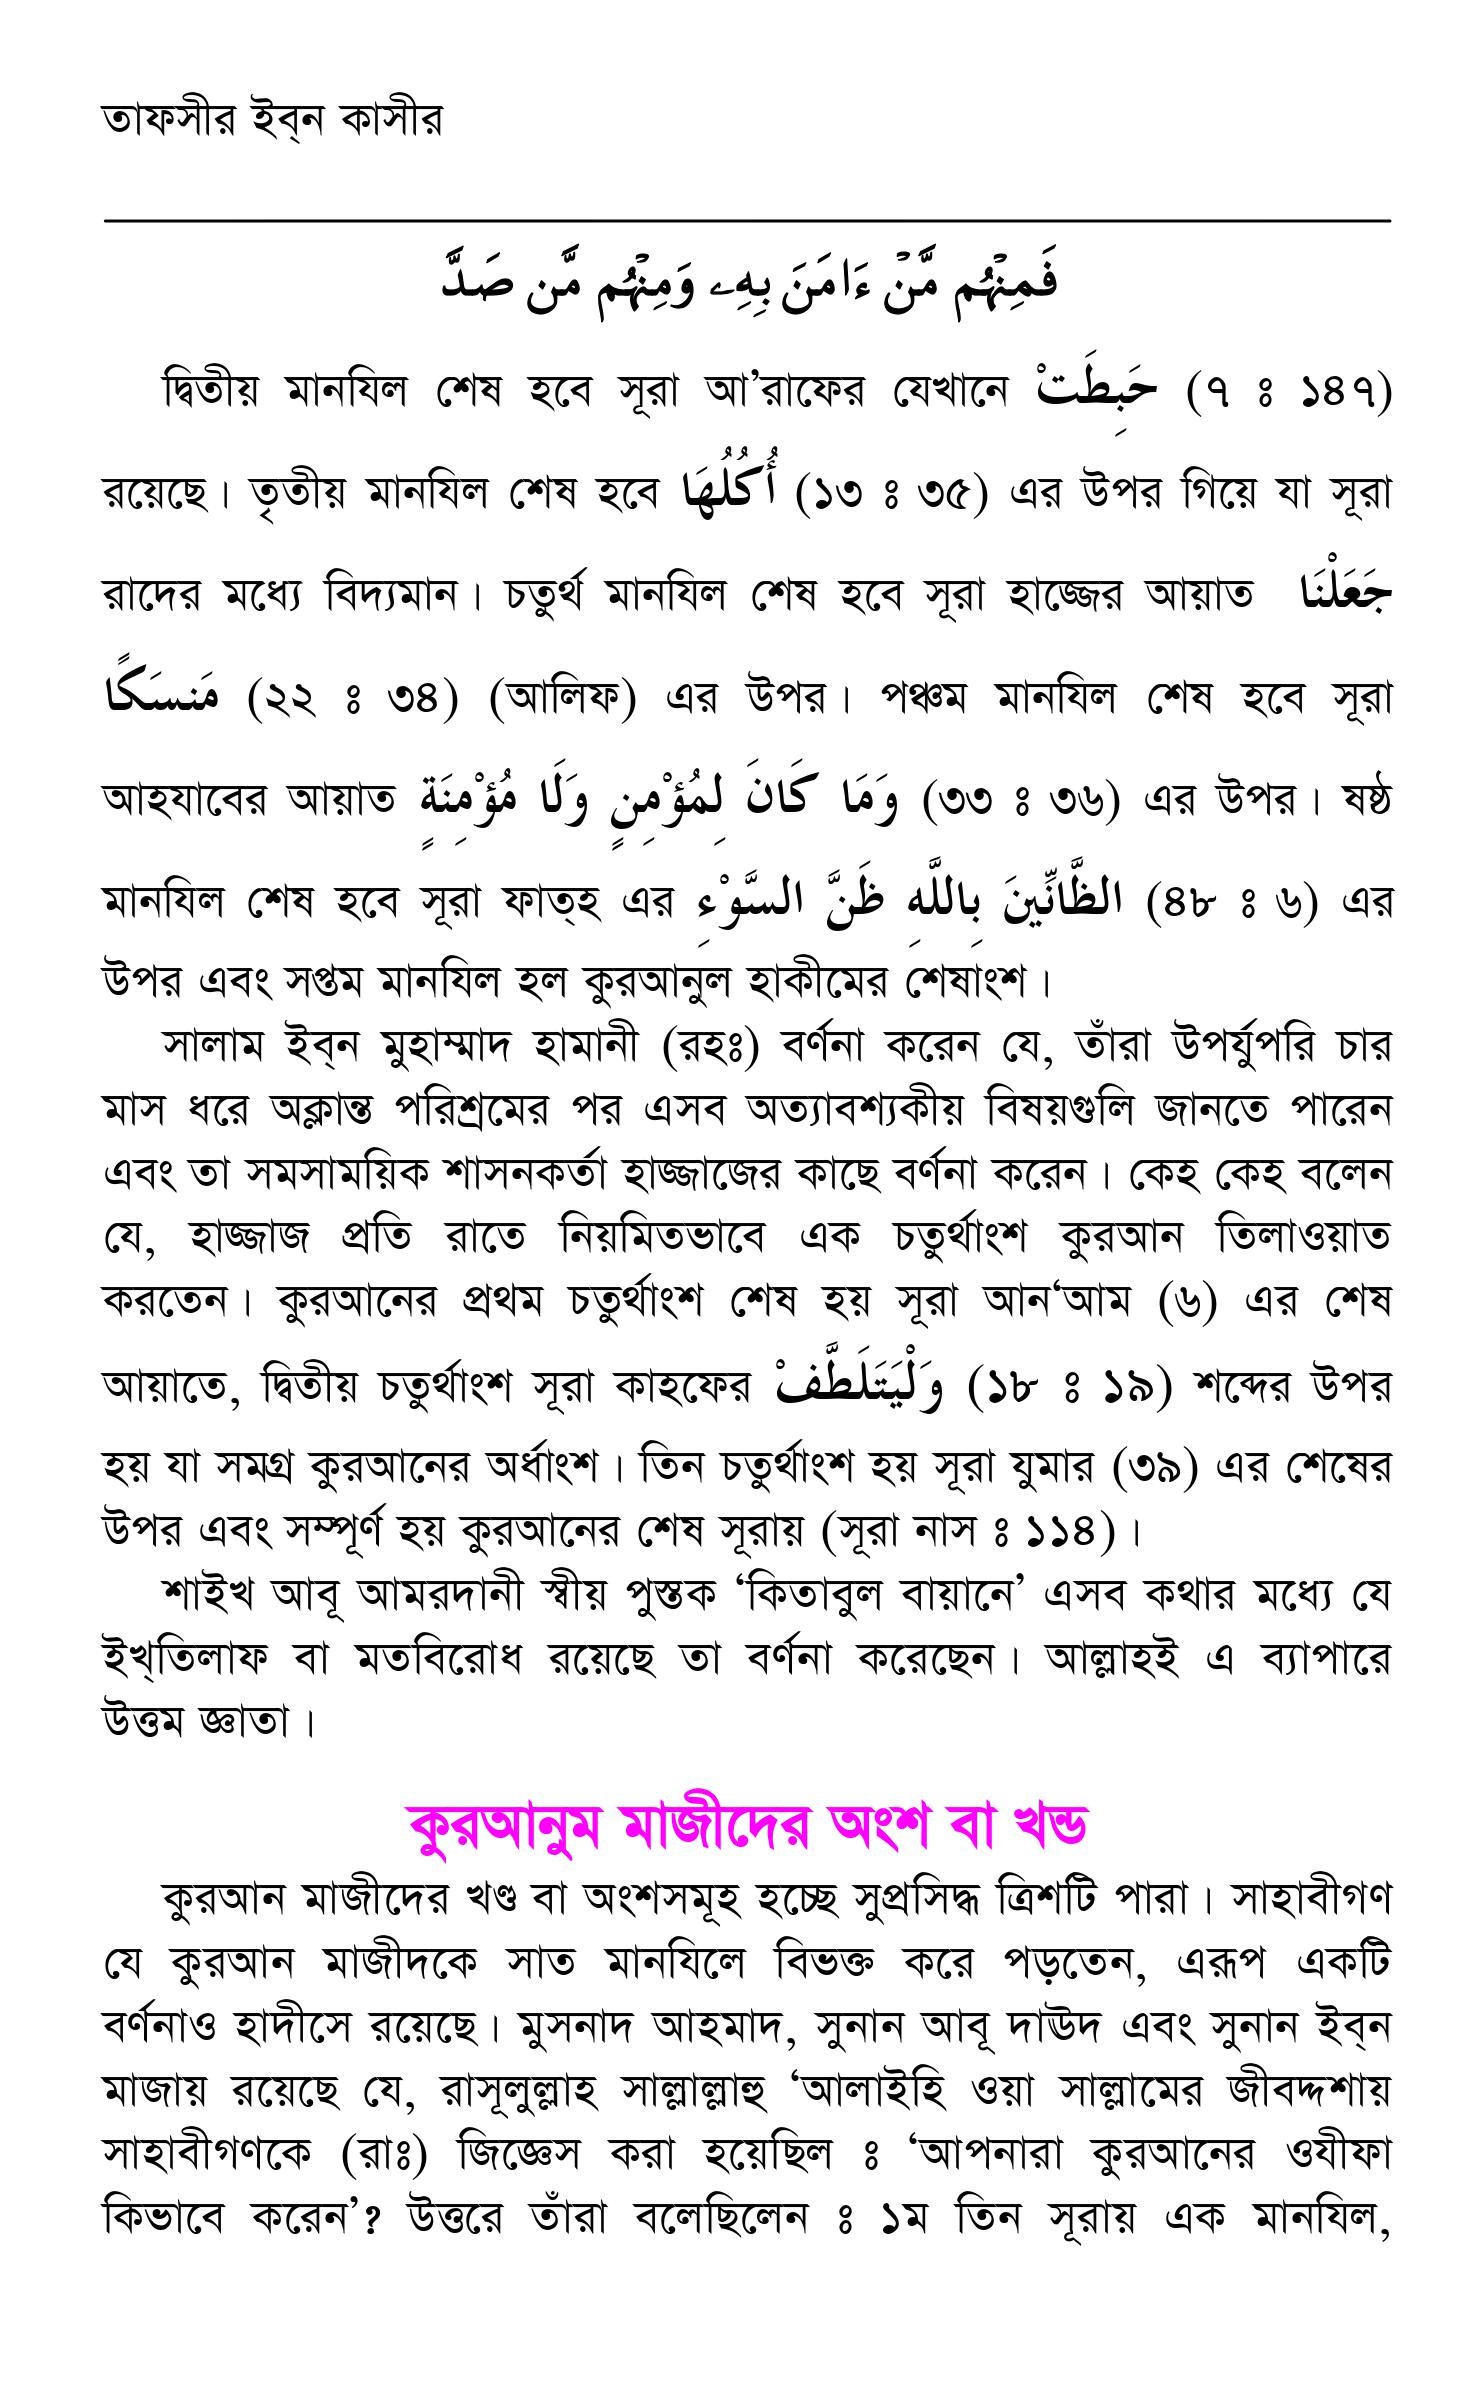 তাফসীর ইব্‌ন কাসীর
فَمِنْهُم مَّنْ ءَامَنَ بِهِۦ وَمِنْهُم مَّن صَدَّ
দ্বিতীয় মানযিল শেষ হবে সূরা আ’রাফের যেখানে حَبِطَتْ (৭ ঃ ১৪৭)
রয়েছে। তৃতীয় মানযিল শেষ হবে أُكُلُهَا (১৩ ঃ ৩৫) এর উপর গিয়ে যা সূরা
রাদের মধ্যে বিদ্যমান। চতুর্থ মানযিল শেষ হবে সূরা হাজ্জের আয়াত جَعَلْنَا
مَنسَكًا (২২ ঃ ৩৪) (আলিফ) এর উপর। পঞ্চম মানযিল শেষ হবে সূরা
আহযাবের আয়াত وَمَا كَانَ لِمُؤْمِنٍ وَلَا مُؤْمِنَةٍ (৩৩ ঃ ৩৬) এর উপর। ষষ্ঠ
মানযিল শেষ হবে সূরা ফাত্‌হ এর الظَّانِّينَ بِاللَّهِ ظَنَّ السَّوْءِ (৪৮ ঃ ৬) এর
উপর এবং সপ্তম মানযিল হল কুরআনুল হাকীমের শেষাংশ।
সালাম ইব্‌ন মুহাম্মাদ হামানী (রহঃ) বর্ণনা করেন যে, তাঁরা উপর্যুপরি চার
মাস ধরে অক্লান্ত পরিশ্রমের পর এসব অত্যাবশ্যকীয় বিষয়গুলি জানতে পারেন
এবং তা সমসাময়িক শাসনকর্তা হাজ্জাজের কাছে বর্ণনা করেন। কেহ কেহ বলেন
যে, হাজ্জাজ প্রতি রাতে নিয়মিতভাবে এক চতুর্থাংশ কুরআন তিলাওয়াত
করতেন। কুরআনের প্রথম চতুর্থাংশ শেষ হয় সূরা আন‘আম (৬) এর শেষ
আয়াতে, দ্বিতীয় চতুর্থাংশ সূরা কাহফের وَلْيَتَلَطَّفْ (১৮ ঃ ১৯) শব্দের উপর
হয় যা সমগ্র কুরআনের অর্ধাংশ। তিন চতুর্থাংশ হয় সূরা যুমার (৩৯) এর শেষের
উপর এবং সম্পূর্ণ হয় কুরআনের শেষ সূরায় (সূরা নাস ঃ ১১৪)।
শাইখ আবূ আমরদানী স্বীয় পুস্তক ‘কিতাবুল বায়ানে’ এসব কথার মধ্যে যে
ইখ্‌তিলাফ বা মতবিরোধ রয়েছে তা বর্ণনা করেছেন। আল্লাহই এ ব্যাপারে
উত্তম জ্ঞাতা।
কুরআনুম মাজীদের অংশ বা খন্ড
কুরআন মাজীদের খণ্ড বা অংশসমূহ হচ্ছে সুপ্রসিদ্ধ ত্রিশটি পারা। সাহাবীগণ
যে কুরআন মাজীদকে সাত মানযিলে বিভক্ত করে পড়তেন, এরূপ একটি
বর্ণনাও হাদীসে রয়েছে। মুসনাদ আহমাদ, সুনান আবূ দাঊদ এবং সুনান ইব্‌ন
মাজায় রয়েছে যে, রাসূলুল্লাহ সাল্লাল্লাহু ‘আলাইহি ওয়া সাল্লামের জীবদ্দশায়
সাহাবীগণকে (রাঃ) জিজ্ঞেস করা হয়েছিল ঃ ‘আপনারা কুরআনের ওযীফা
কিভাবে করেন’? উত্তরে তাঁরা বলেছিলেন ঃ ১ম তিন সূরায় এক মানযিল,